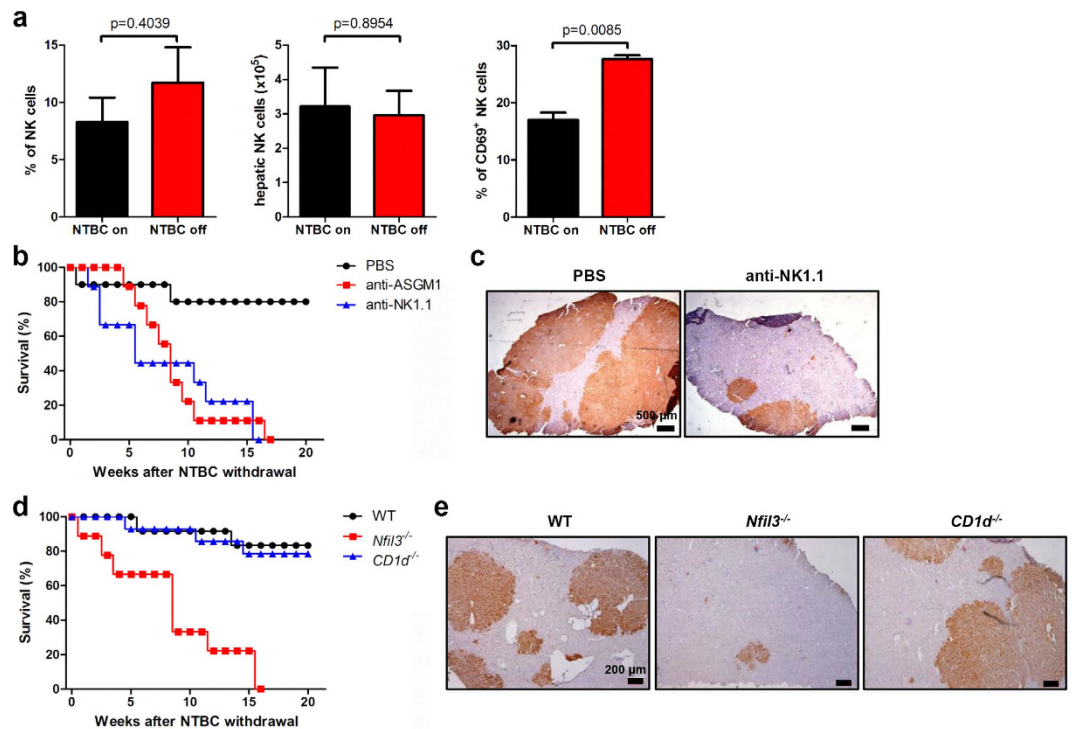 a
p=0.4039
% of NK cells
15
10
5
0
NTBC on NTBC off
p=0.8954
hepatic NK cells (x10⁵)
5
4
3
2
1
0
NTBC on NTBC off
p=0.0085
% of CD69⁺ NK cells
30
20
10
0
NTBC on NTBC off
b
PBS
anti-ASGM1
anti-NK1.1
Survival (%)
100
80
60
40
20
0
0 5 10 15 20
Weeks after NTBC withdrawal
c
PBS anti-NK1.1
500 µm
d
WT
Nfil3⁻/⁻
CD1d⁻/⁻
Survival (%)
100
80
60
40
20
0
0 5 10 15 20
Weeks after NTBC withdrawal
e
WT Nfil3⁻/⁻ CD1d⁻/⁻
200 µm